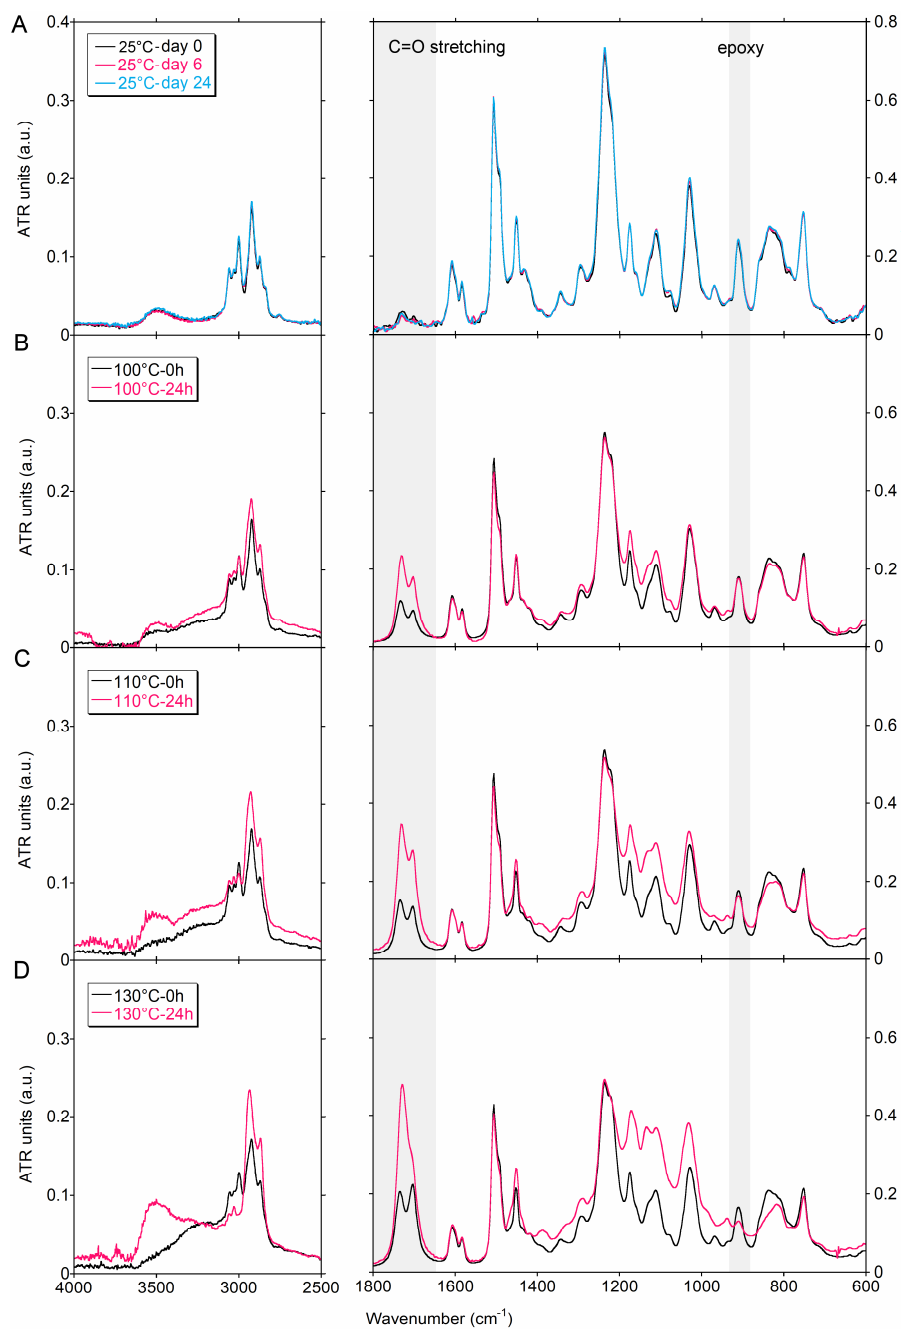 A
0.4
0.8
25°C-day 0
25°C-day 6
25°C-day 24
C=O stretching
epoxy
0.3
0.6
ATR units (a.u.)
0.2
0.4
0.1
0.2
0
0
B
100°C-0h
100°C-24h
0.3
0.6
ATR units (a.u.)
0.2
0.4
0.1
0.2
0
0
C
110°C-0h
110°C-24h
0.3
0.6
ATR units (a.u.)
0.2
0.4
0.1
0.2
0
0
D
130°C-0h
130°C-24h
0.3
0.6
ATR units (a.u.)
0.2
0.4
0.1
0.2
0
0
4000 3500 3000 2500 1800 1600 1400 1200 1000 800 600
Wavenumber (cm⁻¹)